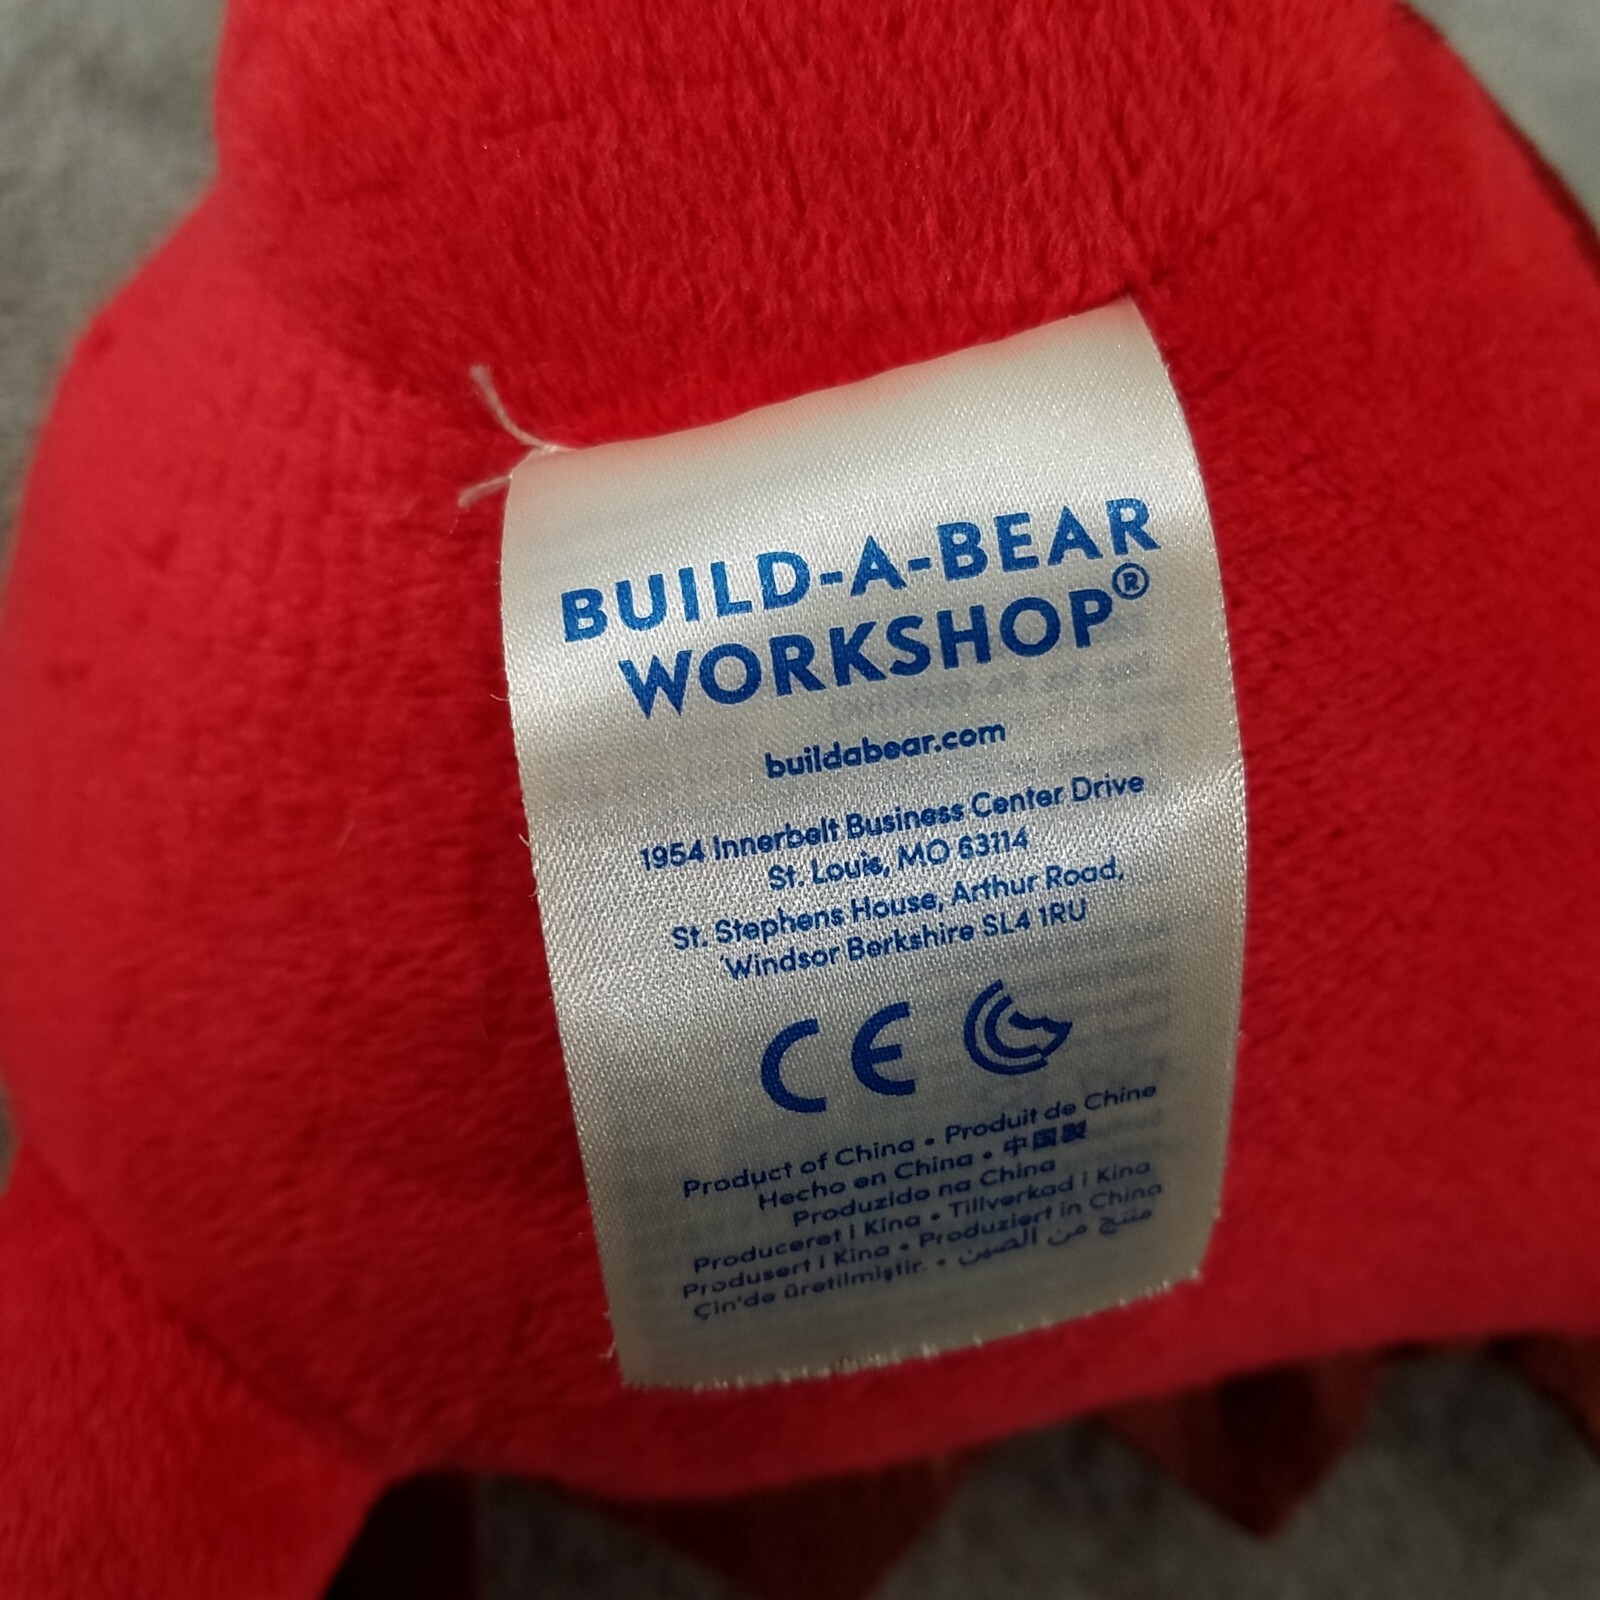 BUILD-A-BEAR
WORKSHOP®
buildabear.com
1954 Innerbelt Business Center Drive
St. Louis, MO 63114
St. Stephens House, Arthur Road,
Windsor Berkshire SL4 1RU
CE
Product of China • Produit de Chine
Hecho en China • 中国製
Produzido na China
Produceret i Kina • Tillverkad i Kina
Produsert i Kina • Produziert in China
Çin'de üretilmiştir. • منتج من الصين